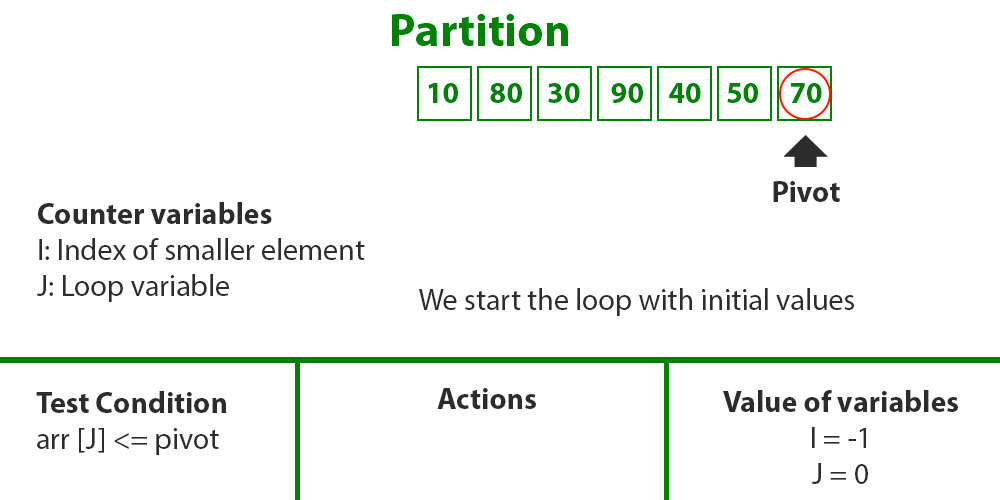 Partition
10 80 30 90 40 50 70
Pivot
Counter variables
I: Index of smaller element
J: Loop variable
We start the loop with initial values
Test Condition
arr [J] <= pivot
Actions
Value of variables
I = -1
J = 0